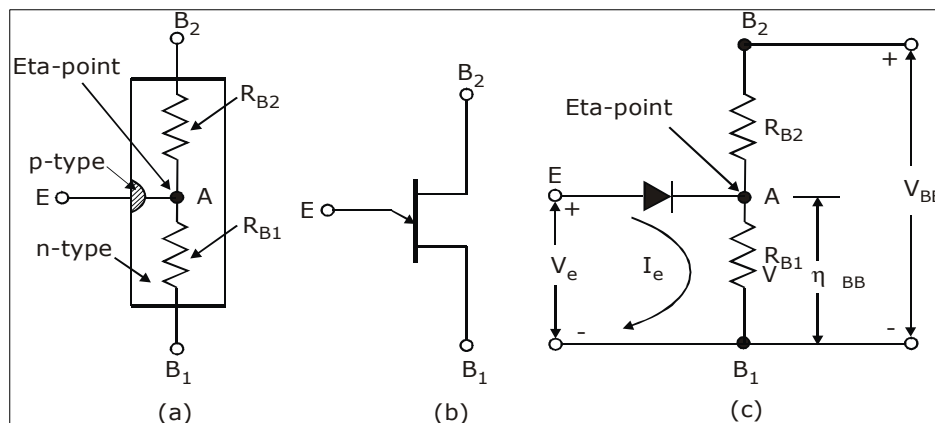 B2
Eta-point
RB2
p-type
E
A
RB1
n-type
B1
(a)
B2
E
B1
(b)
B2
+
Eta-point
RB2
E
A
+
VBB
Ve
Ie
RB1
V
η BB
-
-
B1
(c)